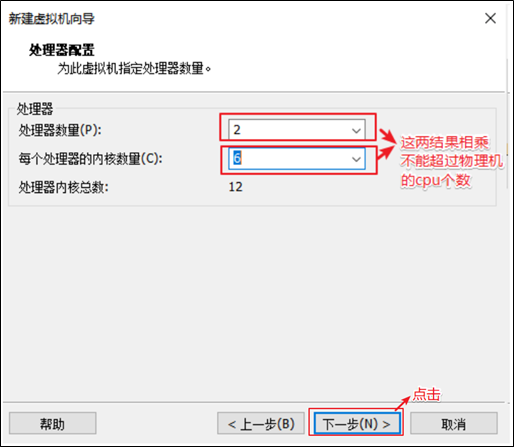 新建虚拟机向导
处理器配置
为此虚拟机指定处理器数量。
处理器
处理器数量(P):
2
每个处理器的内核数量(C):
6
处理器内核总数:
12
这两结果相乘
不能超过物理机
的cpu个数
点击
帮助
< 上一步(B)
下一步(N) >
取消